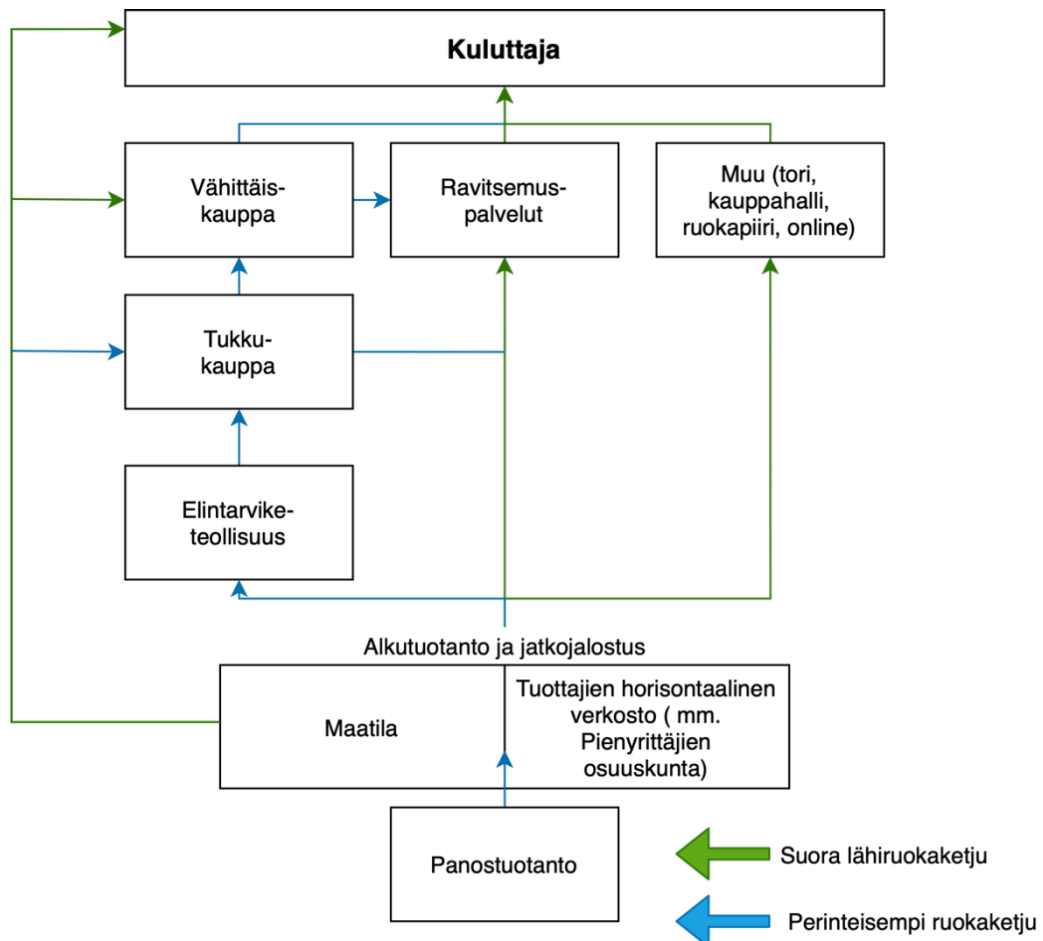 Kuluttaja
Vähittäis-
kauppa
Ravitsemus-
palvelut
Muu (tori,
kauppahalli,
ruokapiiri, online)
Tukku-
kauppa
Elintarvike-
teollisuus
Alkutuotanto ja jatkojalostus
Maatila
Tuottajien horisontaalinen
verkosto ( mm.
Pienyrittäjien
osuuskunta)
Panostuotanto
Suora lähiruokaketju
Perinteisempi ruokaketju